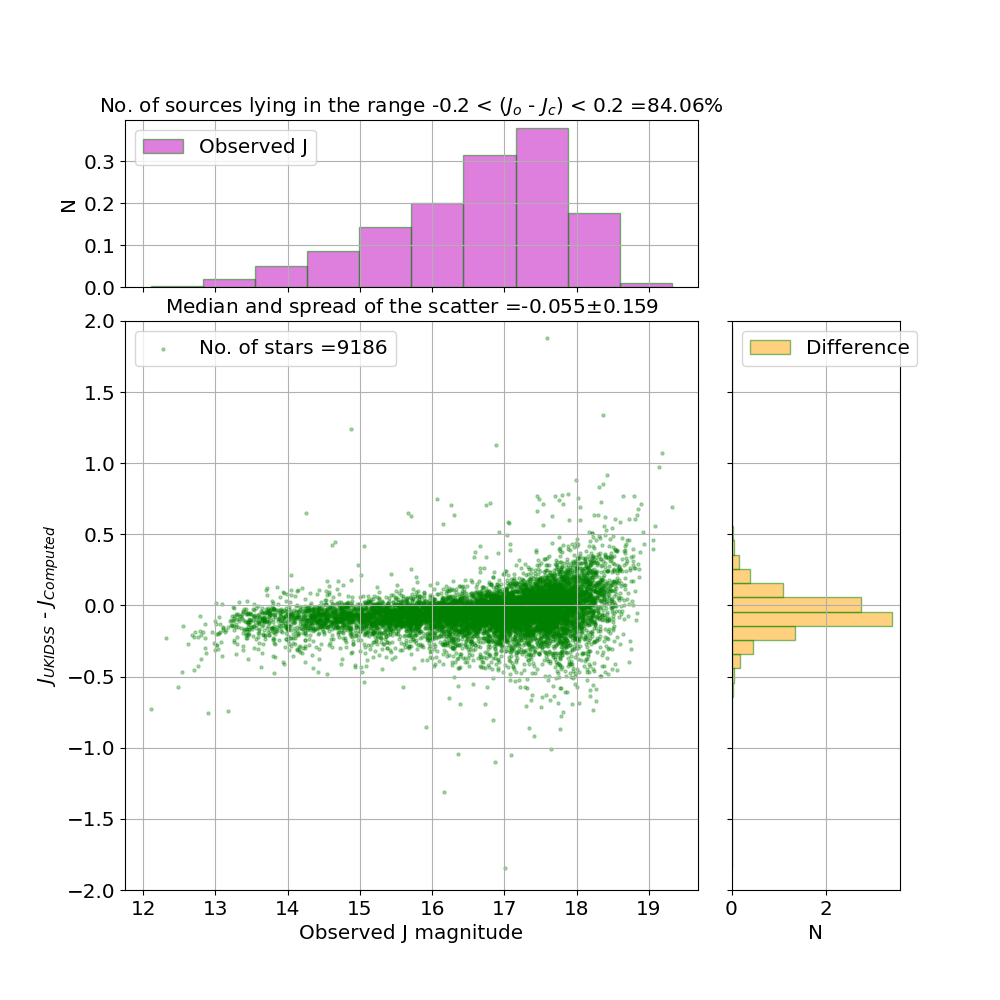 No. of sources lying in the range -0.2 < (J_o - J_c) < 0.2 =84.06%
Observed J
N
0.3
0.2
0.1
0.0
Median and spread of the scatter =-0.055±0.159
No. of stars =9186
Difference
J_UKIDSS - J_computed
2.0
1.5
1.0
0.5
0.0
−0.5
−1.0
−1.5
−2.0
12 13 14 15 16 17 18 19
0 2
Observed J magnitude
N